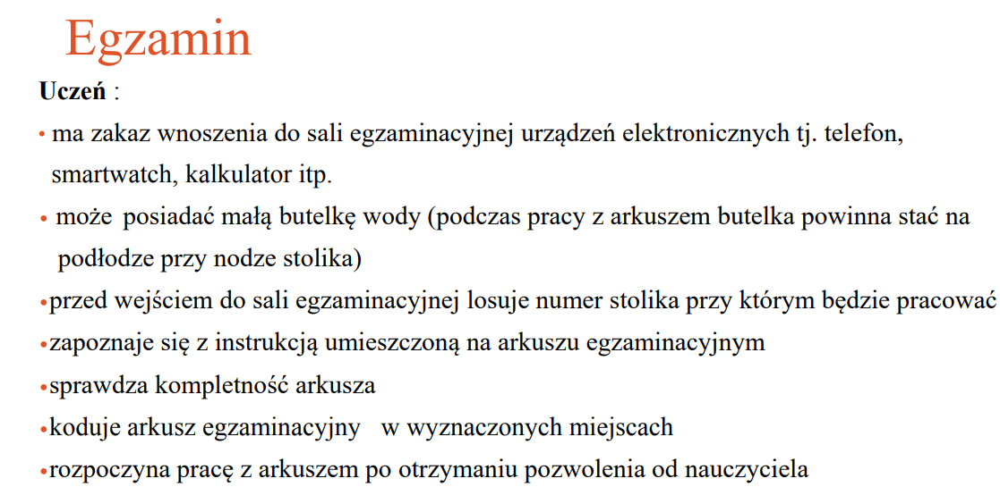 Egzamin
Uczeń :
• ma zakaz wnoszenia do sali egzaminacyjnej urządzeń elektronicznych tj. telefon,
smartwatch, kalkulator itp.
• może posiadać małą butelkę wody (podczas pracy z arkuszem butelka powinna stać na
podłodze przy nodze stolika)
•przed wejściem do sali egzaminacyjnej losuje numer stolika przy którym będzie pracować
•zapoznaje się z instrukcją umieszczoną na arkuszu egzaminacyjnym
•sprawdza kompletność arkusza
•koduje arkusz egzaminacyjny w wyznaczonych miejscach
•rozpoczyna pracę z arkuszem po otrzymaniu pozwolenia od nauczyciela